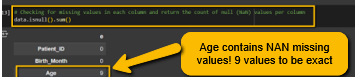 # Checking for missing values in each column and return the count of null (NaN) values per column
data.isnull().sum()
0
Patient_ID 0
Birth_Month 0
Age 9
Age contains NAN missing
values! 9 values to be exact